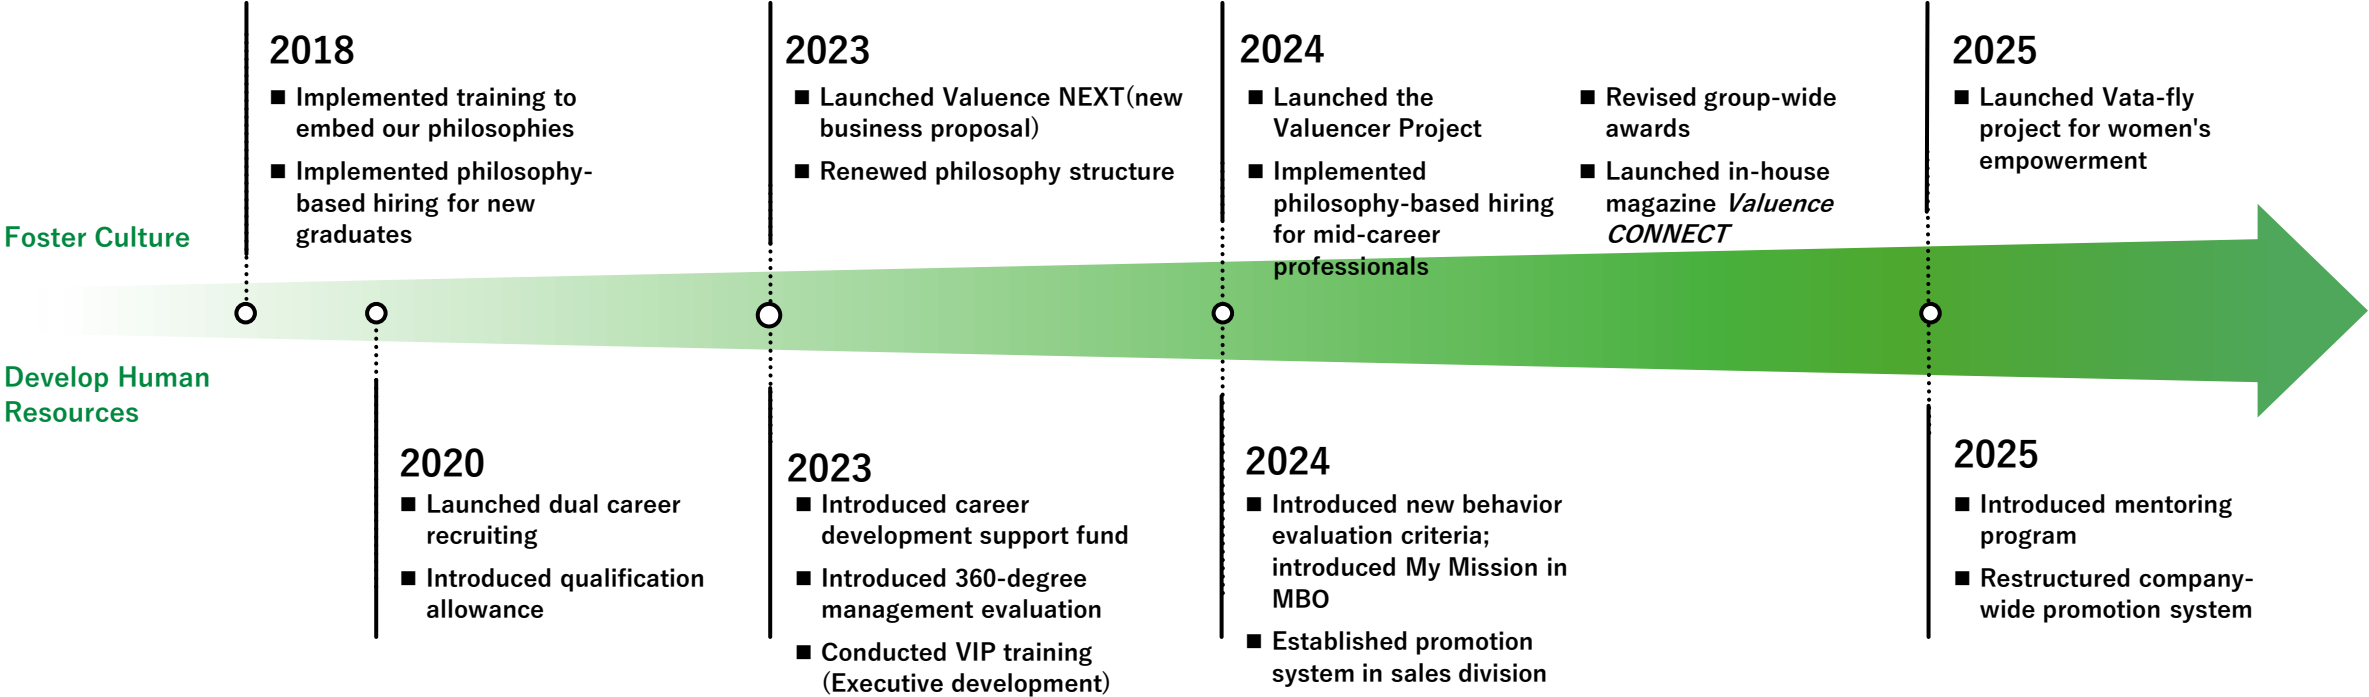 2018
■ Implemented training to
embed our philosophies
■ Implemented philosophy-
based hiring for new
graduates
2023
■ Launched Valuence NEXT(new
business proposal)
■ Renewed philosophy structure
2024
■ Launched the
Valuencer Project
■ Implemented
philosophy-based hiring
for mid-career
professionals
■ Revised group-wide
awards
■ Launched in-house
magazine Valuence
CONNECT
2025
■ Launched Vata-fly
project for women's
empowerment
Foster Culture
Develop Human
Resources
2020
■ Launched dual career
recruiting
■ Introduced qualification
allowance
2023
■ Introduced career
development support fund
■ Introduced 360-degree
management evaluation
■ Conducted VIP training
(Executive development)
2024
■ Introduced new behavior
evaluation criteria;
introduced My Mission in
MBO
■ Established promotion
system in sales division
2025
■ Introduced mentoring
program
■ Restructured company-
wide promotion system